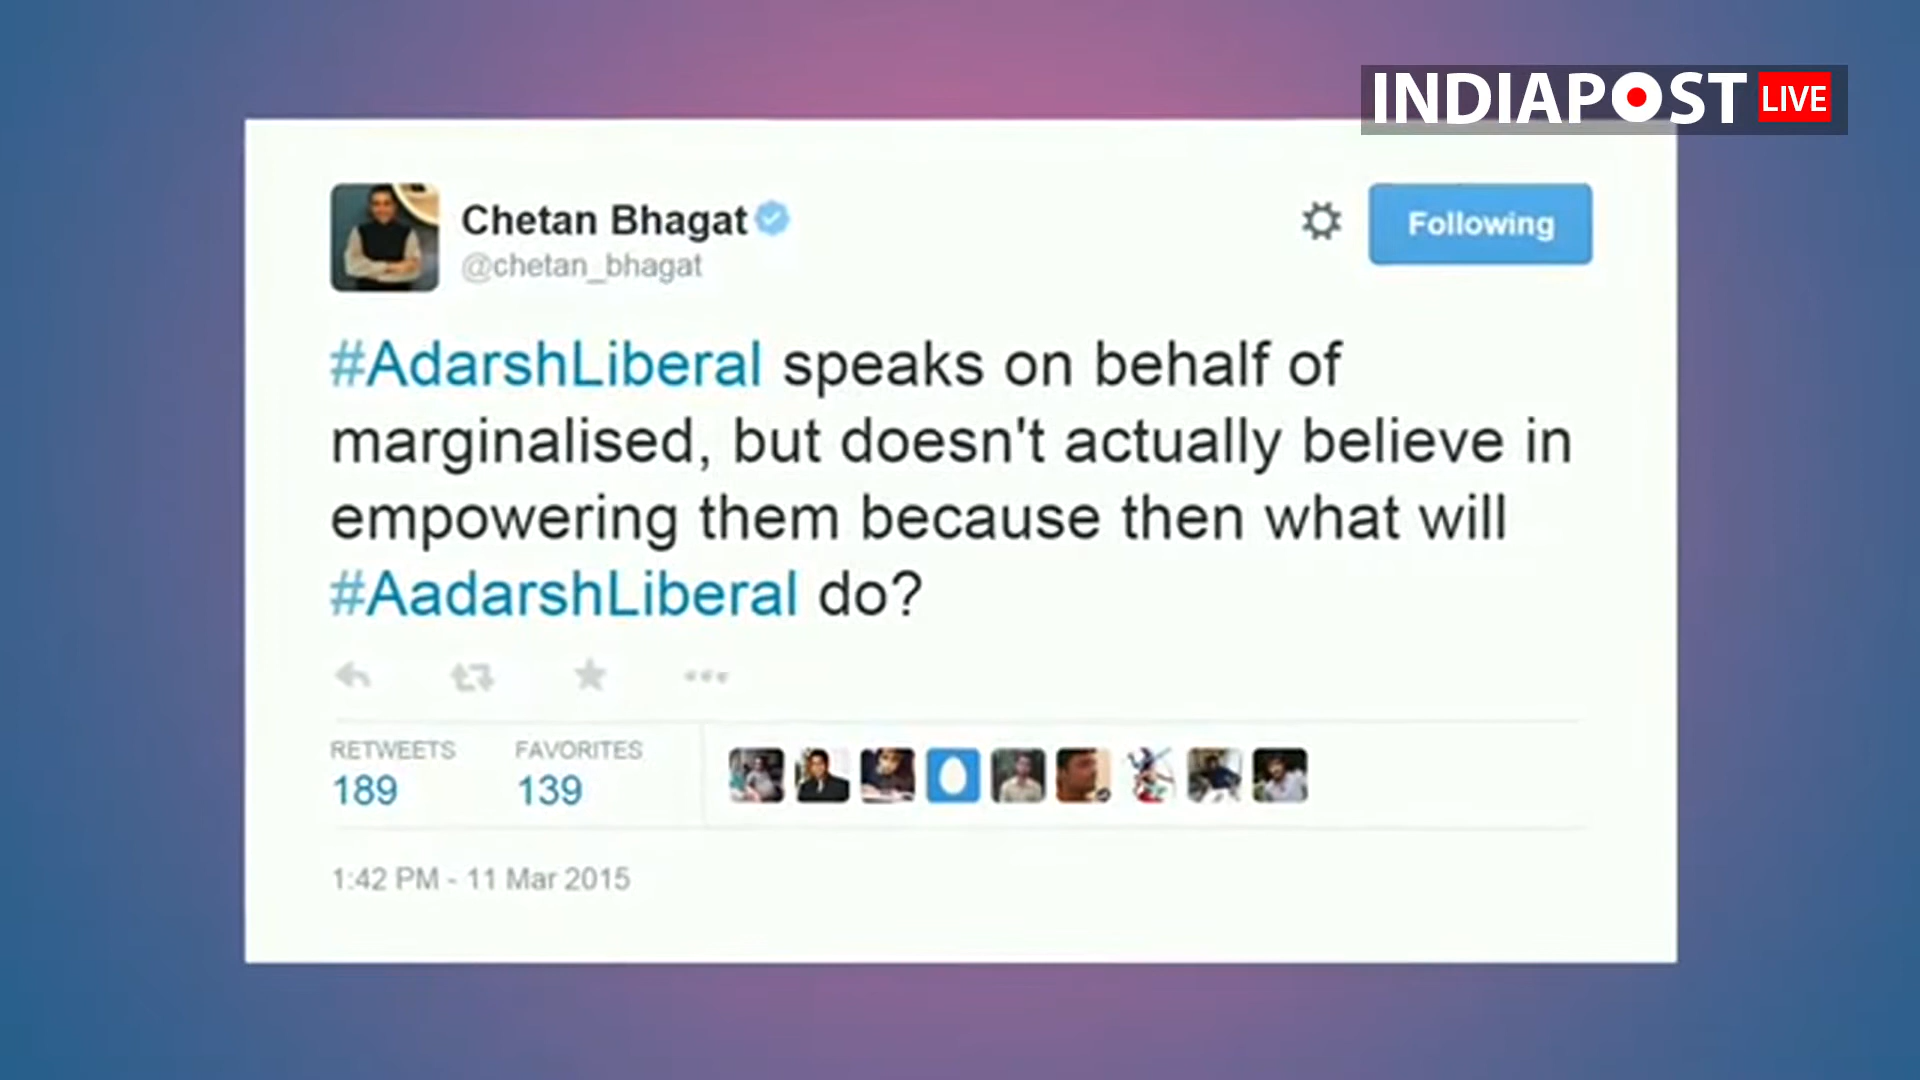 INDIAPOST LIVE
Chetan Bhagat
@chetan_bhagat
Following
#AdarshLiberal speaks on behalf of
marginalised, but doesn't actually believe in
empowering them because then what will
#AadarshLiberal do?
RETWEETS FAVORITES
189 139
1:42 PM - 11 Mar 2015